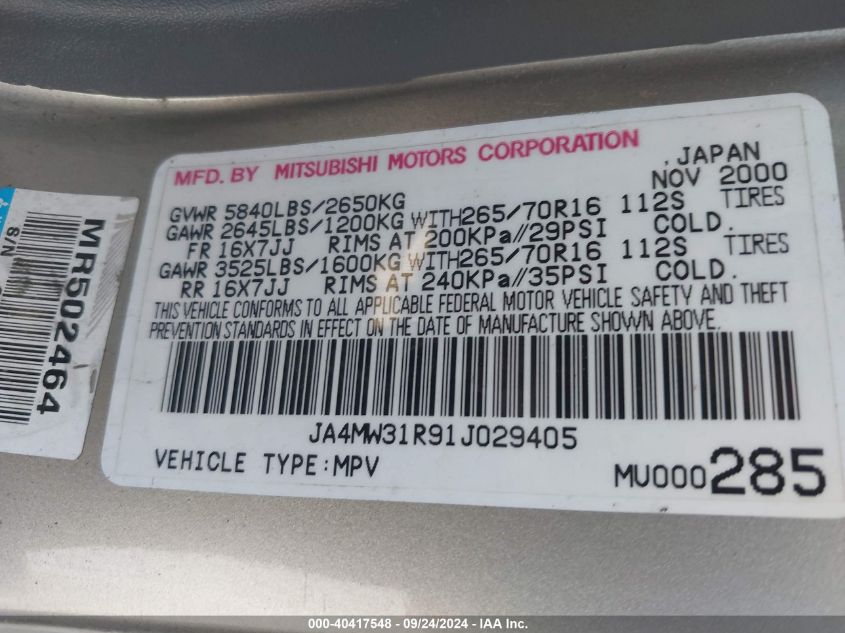 MFD. BY MITSUBISHI MOTORS CORPORATION
, JAPAN
NOV 2000
GVWR 5840LBS/2650KG
GAWR 2645LBS/1200KG WITH265/70R16 112S TIRES
FR 16X7JJ RIMS AT 200KPa//29PSI COLD.
GAWR 3525LBS/1600KG WITH265/70R16 112S TIRES
RR 16X7JJ RIMS AT 240KPa//35PSI COLD.
THIS VEHICLE CONFORMS TO ALL APPLICABLE FEDERAL MOTOR VEHICLE SAFETY AND THEFT
PREVENTION STANDARDS IN EFFECT ON THE DATE OF MANUFACTURE SHOWN ABOVE.
JA4MW31R91J029405
VEHICLE TYPE:MPV
MU000285
MR502464
S/N
000-40417548 - 09/24/2024 - IAA Inc.